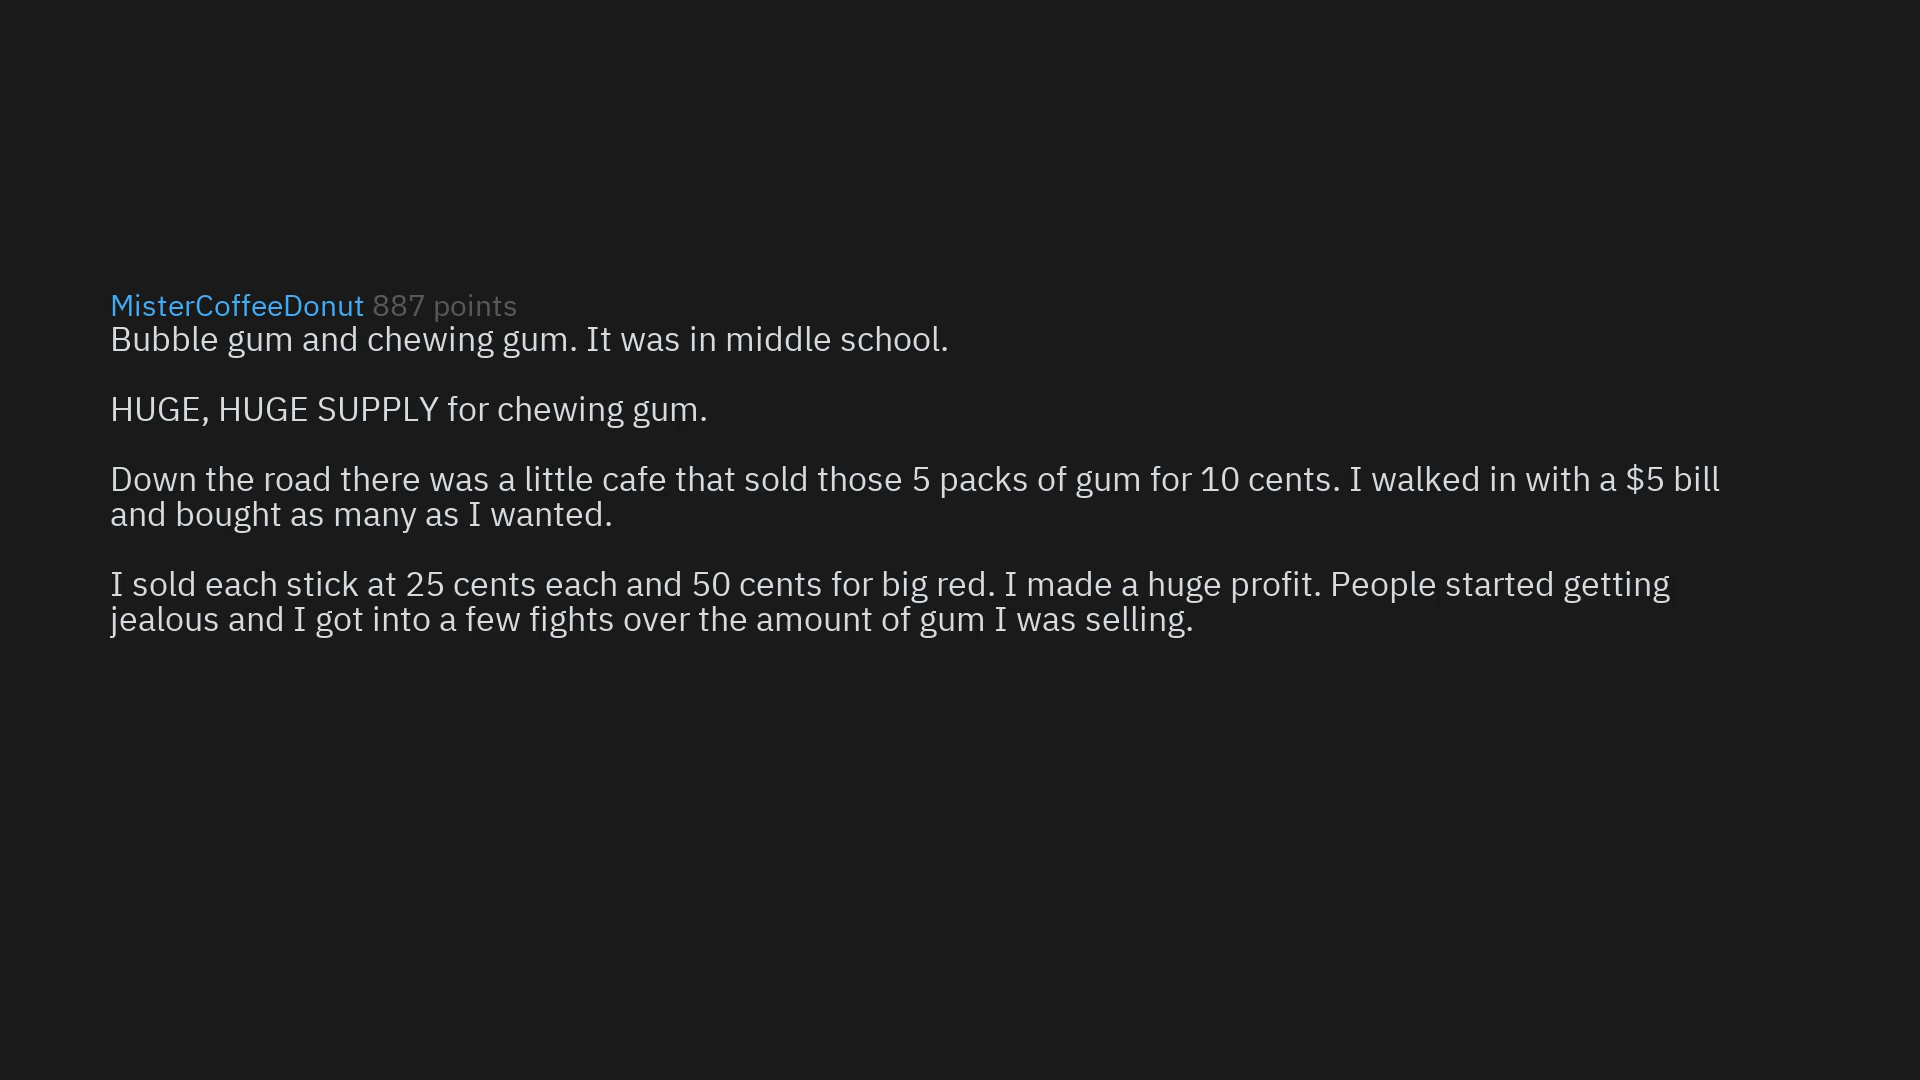 MisterCoffeeDonut 887 points
Bubble gum and chewing gum. It was in middle school.
HUGE, HUGE SUPPLY for chewing gum.
Down the road there was a little cafe that sold those 5 packs of gum for 10 cents. I walked in with a $5 bill
and bought as many as I wanted.
I sold each stick at 25 cents each and 50 cents for big red. I made a huge profit. People started getting
jealous and I got into a few fights over the amount of gum I was selling.